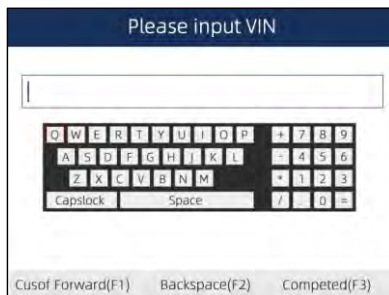 Please input VIN
Q W E R T Y U I O P + 7 8 9
A S D F G H J K L - 4 5 6
Z X C V B N M * 1 2 3
Capslock Space / . 0 =
Cusof Forward(F1) Backspace(F2) Competed(F3)